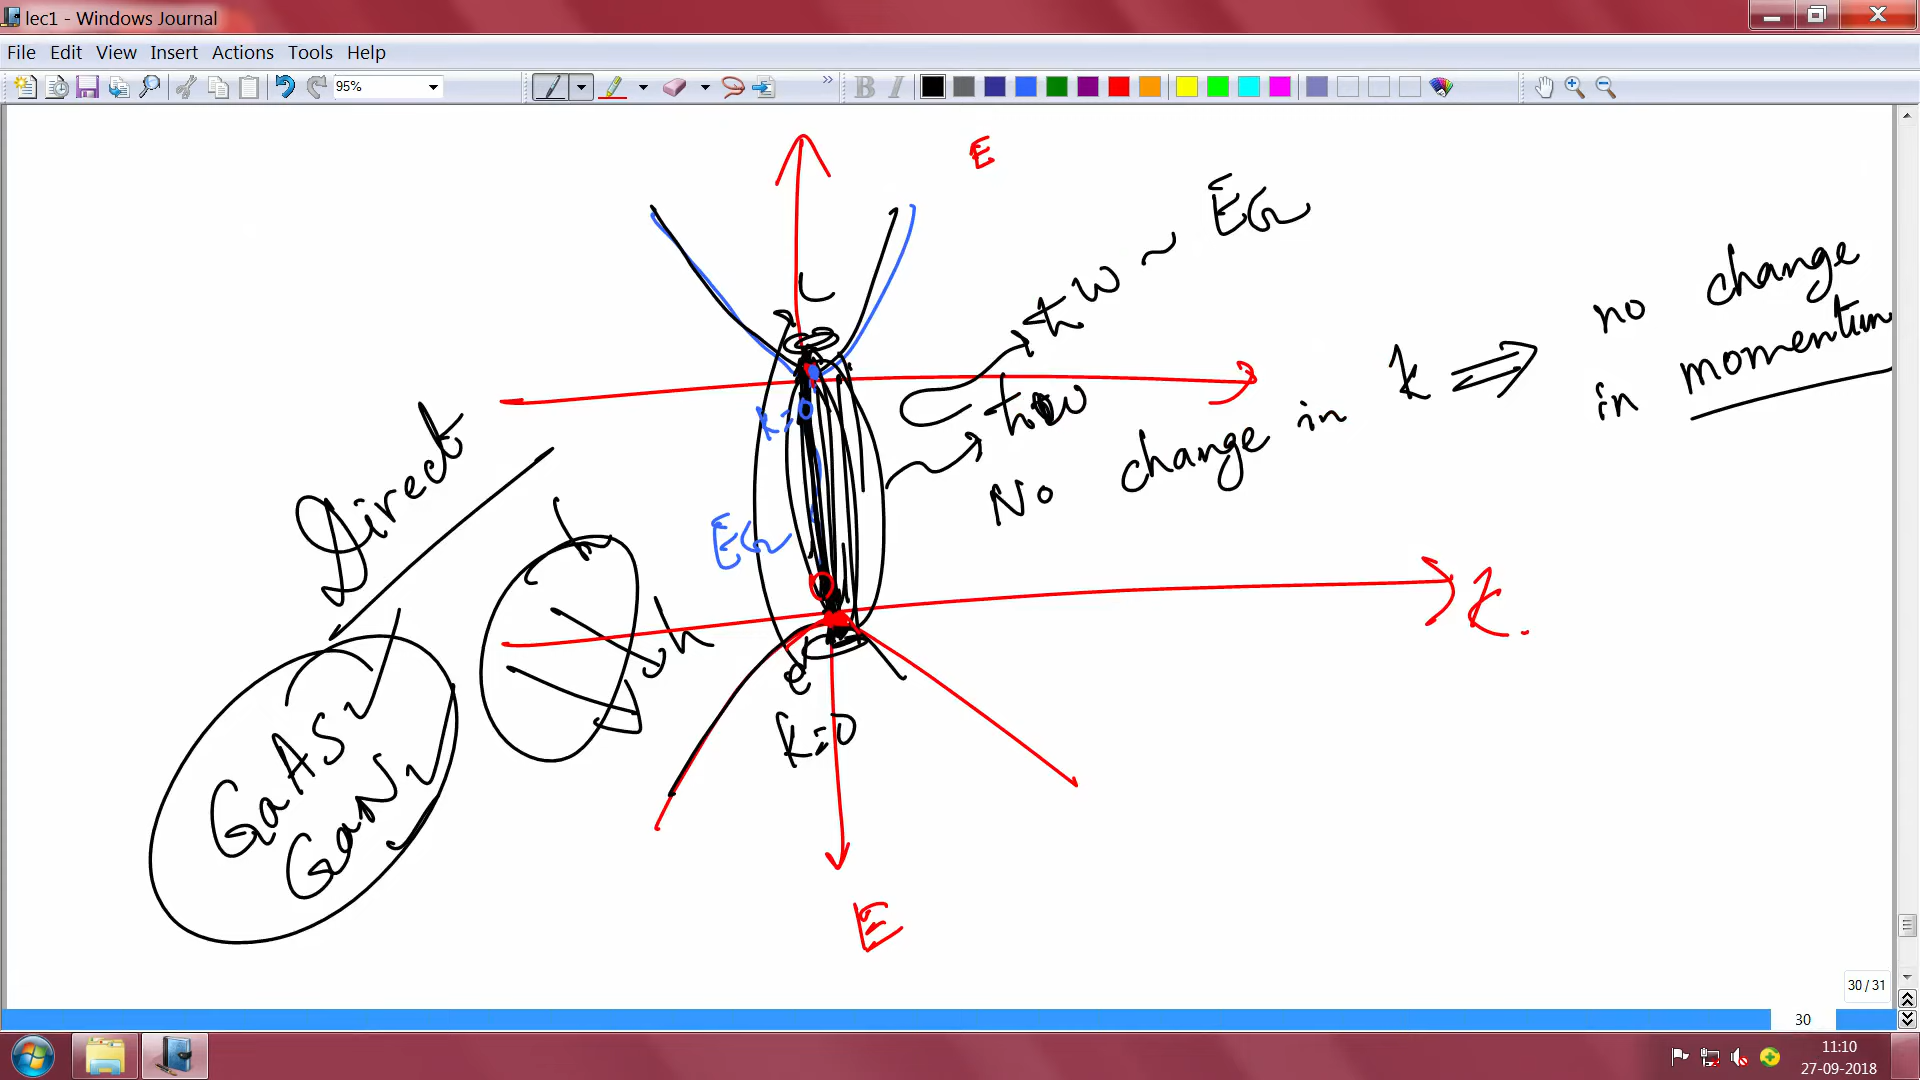 lec1 - Windows Journal
File Edit View Insert Actions Tools Help
95%
B I
E
ħω ~ EG
ħω
No change in k ⟹ no change
in momentum
k=0
EG
Direct
h
h
k.
e
k=0
GaAs
GaN
E
30 / 31
30
11:10
27-09-2018